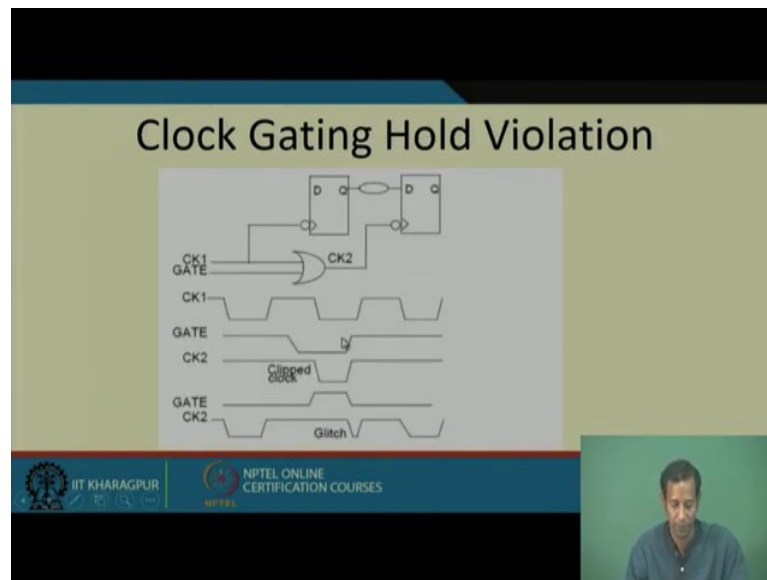 Clock Gating Hold Violation
D Q D Q
CK1
GATE
CK2
CK1
GATE
CK2
Clipped
clock
GATE
CK2
Glitch
IIT KHARAGPUR
NPTEL
NPTEL ONLINE
CERTIFICATION COURSES